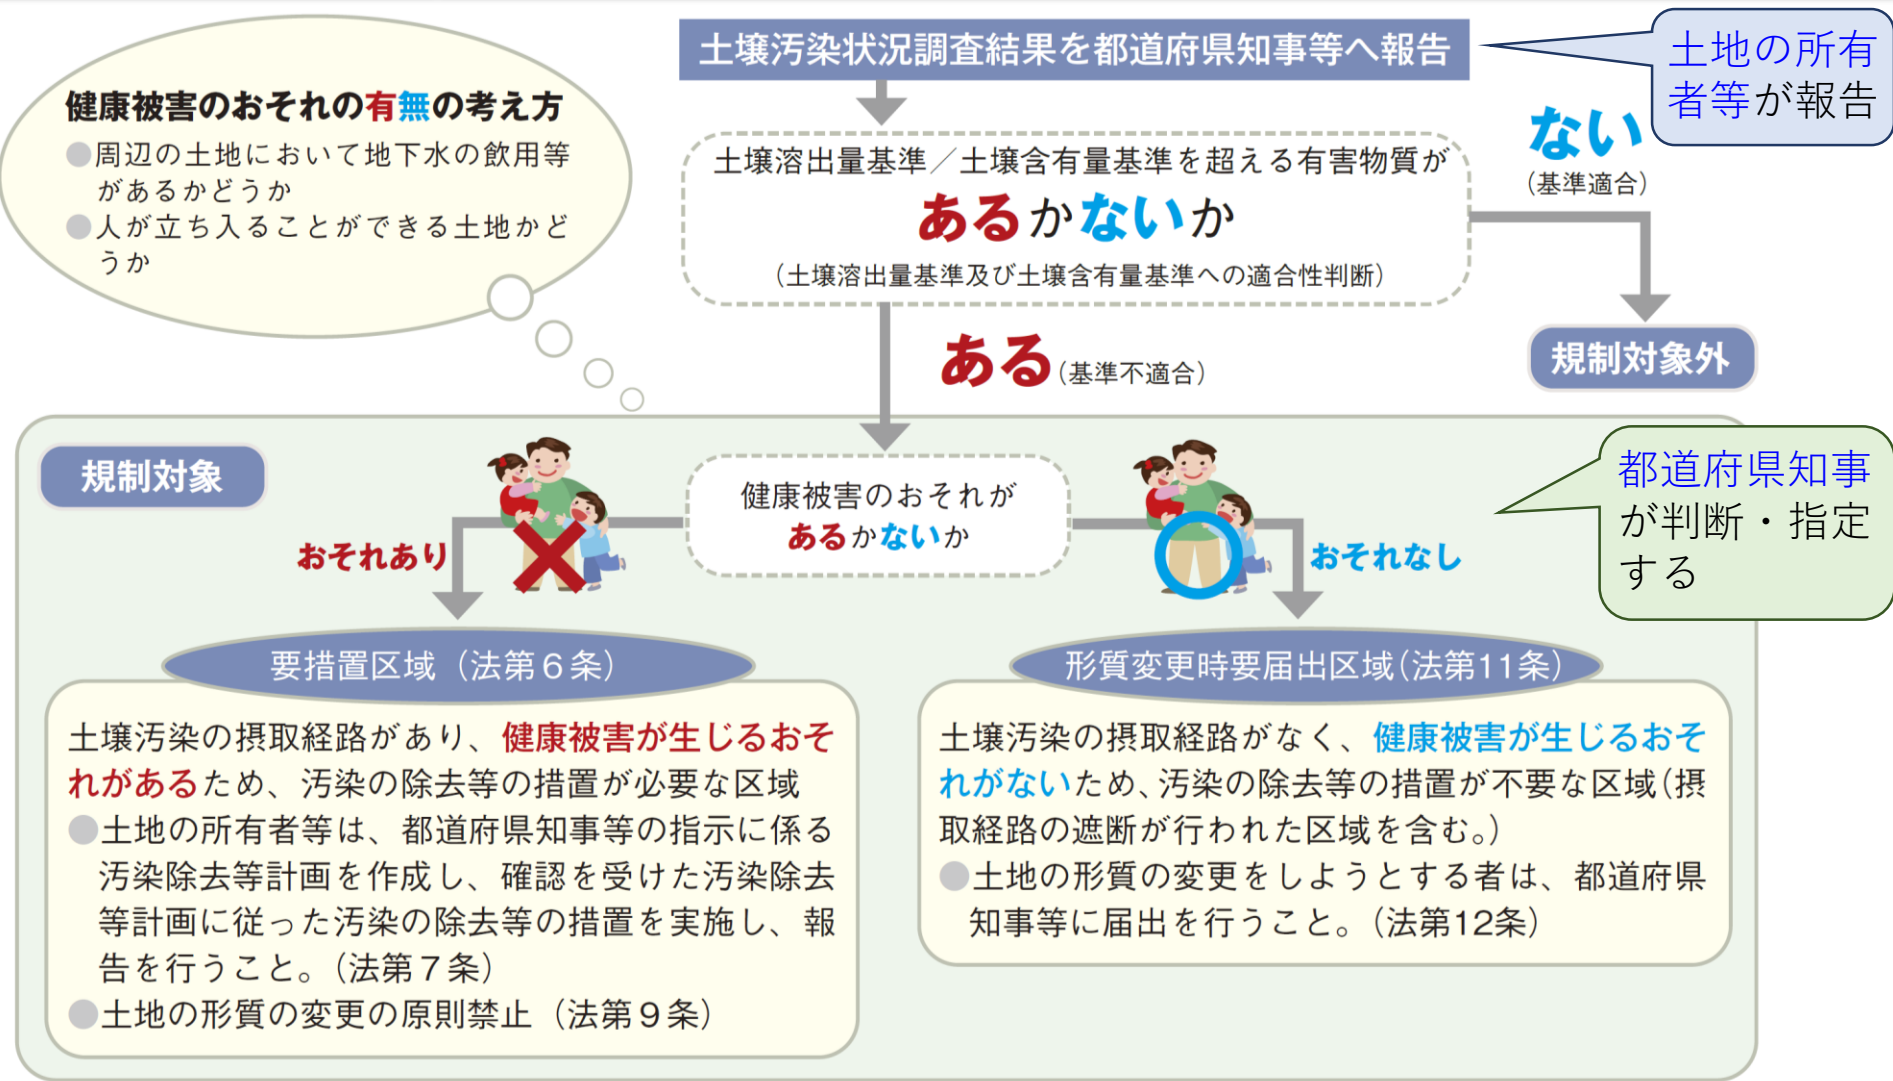 土壌汚染状況調査結果を都道府県知事等へ報告
土地の所有
者等が報告
健康被害のおそれの有無の考え方
●周辺の土地において地下水の飲用等
があるかどうか
●人が立ち入ることができる土地かど
うか
土壌溶出量基準／土壌含有量基準を超える有害物質が
あるかないか
（土壌溶出量基準及び土壌含有量基準への適合性判断）
ない
（基準適合）
規制対象外
ある（基準不適合）
規制対象
健康被害のおそれが
あるかないか
おそれあり
おそれなし
都道府県知事
が判断・指定
する
要措置区域（法第６条）
土壌汚染の摂取経路があり、健康被害が生じるおそ
れがあるため、汚染の除去等の措置が必要な区域
●土地の所有者等は、都道府県知事等の指示に係る
汚染除去等計画を作成し、確認を受けた汚染除去
等計画に従った汚染の除去等の措置を実施し、報
告を行うこと。（法第７条）
●土地の形質の変更の原則禁止（法第９条）
形質変更時要届出区域（法第11条）
土壌汚染の摂取経路がなく、健康被害が生じるおそ
れがないため、汚染の除去等の措置が不要な区域（摂
取経路の遮断が行われた区域を含む。）
●土地の形質の変更をしようとする者は、都道府県
知事等に届出を行うこと。（法第12条）